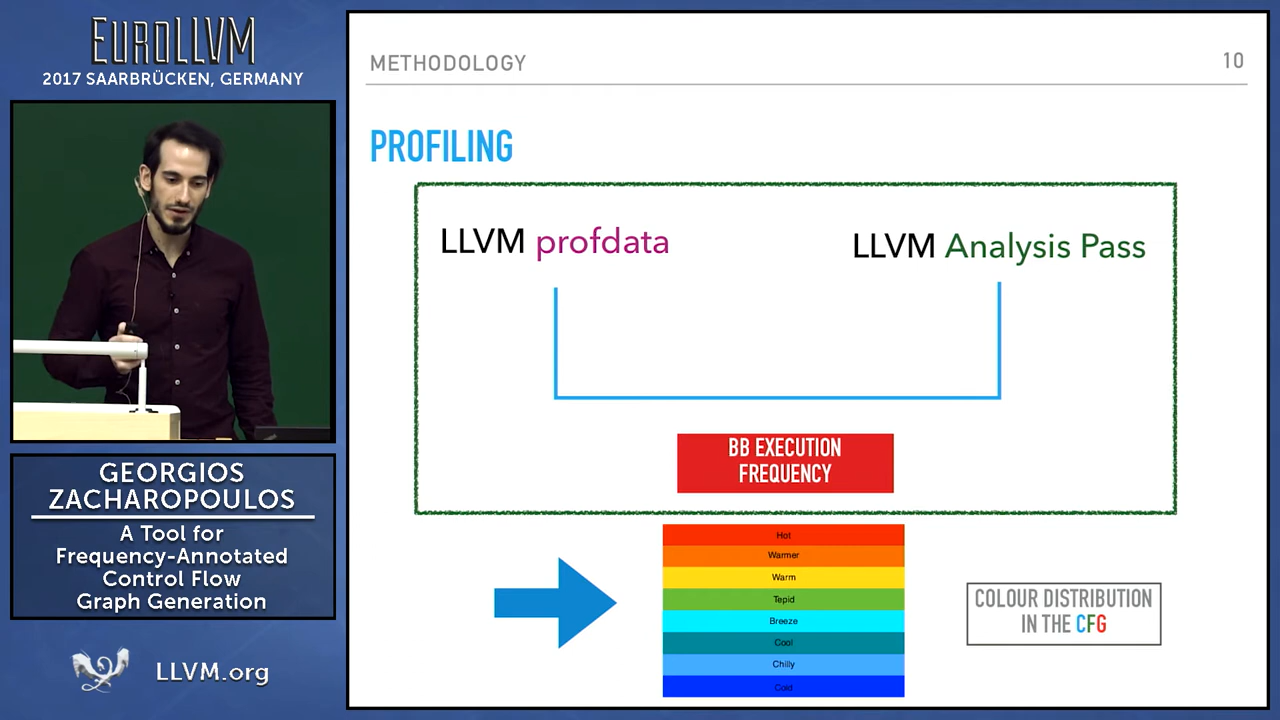 EUROLLVM
2017 SAARBRÜCKEN, GERMANY
GEORGIOS
ZACHAROPOULOS
A Tool for
Frequency-Annotated
Control Flow
Graph Generation
LLVM.org
METHODOLOGY
10
PROFILING
LLVM profdata
LLVM Analysis Pass
BB EXECUTION
FREQUENCY
Hot
Warmer
Warm
Tepid
Breeze
Cool
Chilly
Cold
COLOUR DISTRIBUTION
IN THE CFG